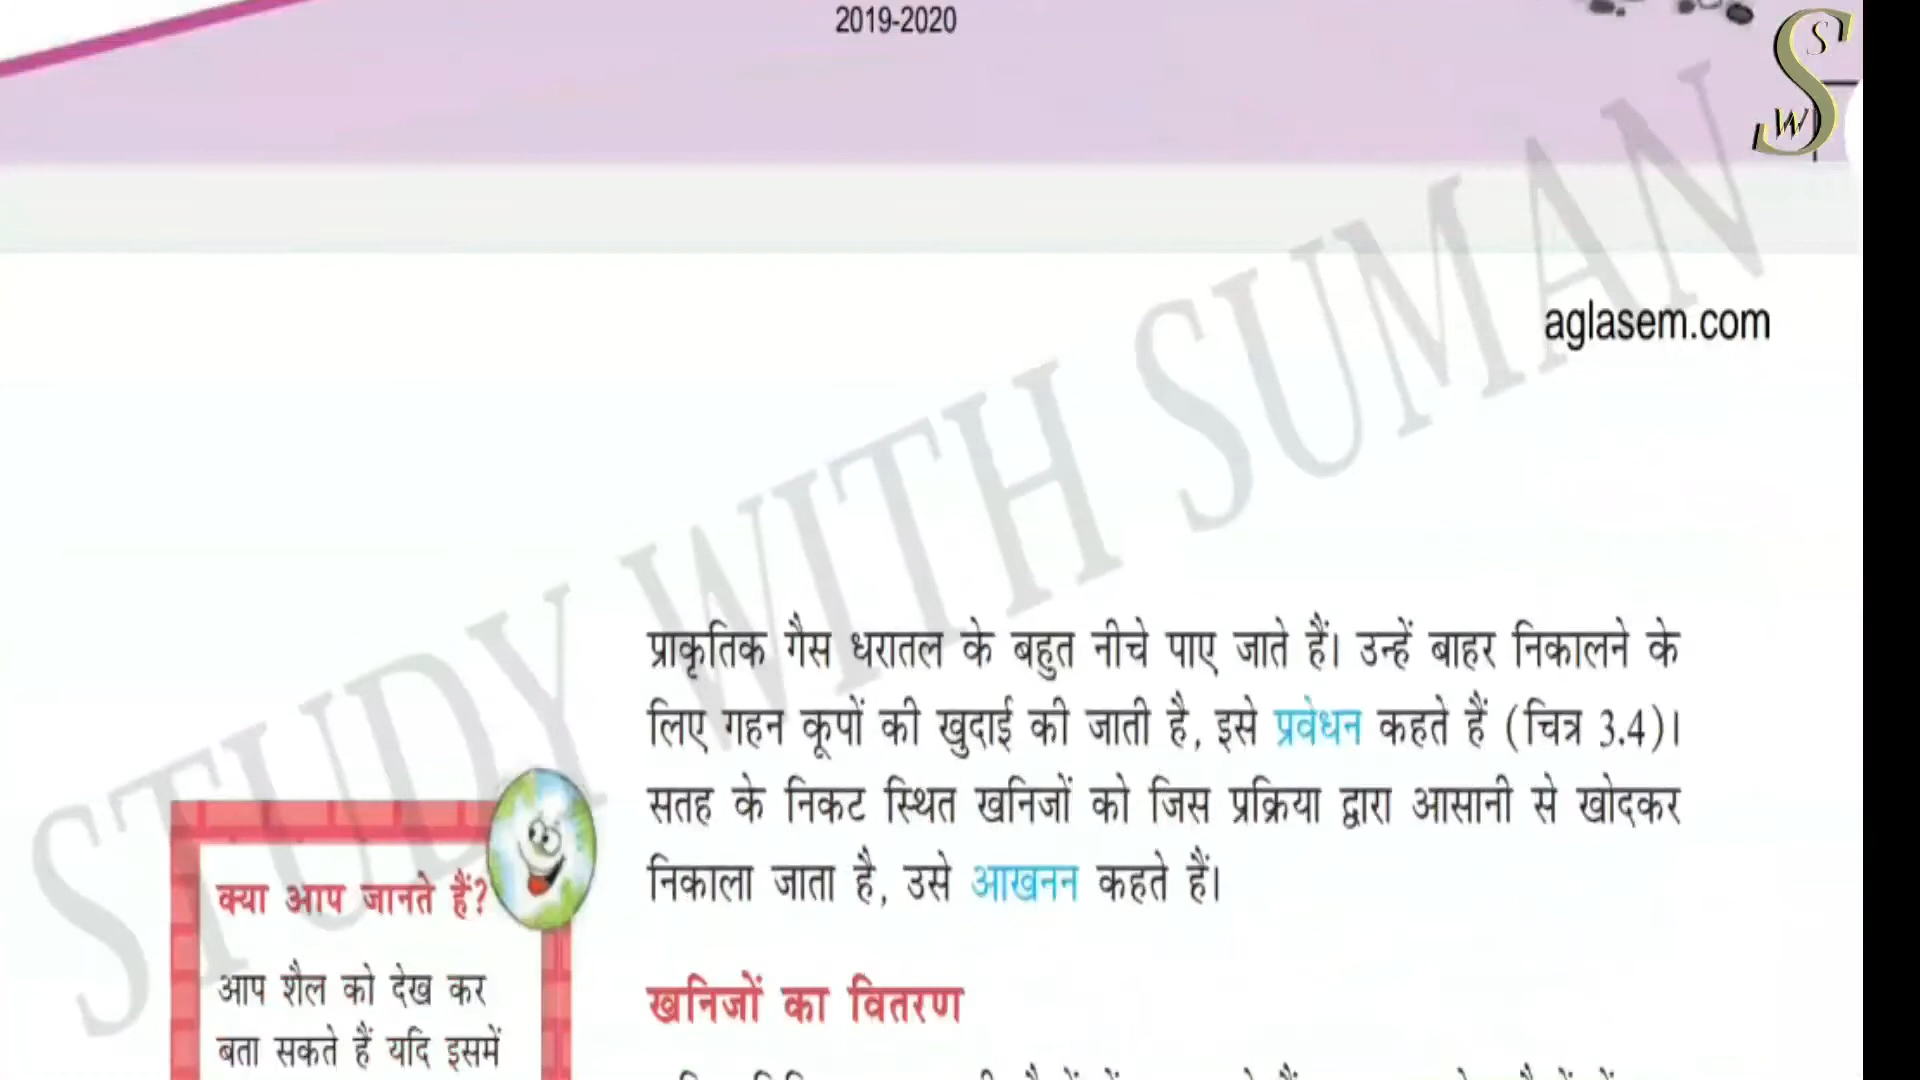 2019-2020
S
S
W
aglasem.com
STUDY WITH SUMAN
प्राकृतिक गैस धरातल के बहुत नीचे पाए जाते हैं। उन्हें बाहर निकालने के
लिए गहन कूपों की खुदाई की जाती है, इसे प्रवेधन कहते हैं (चित्र 3.4)।
सतह के निकट स्थित खनिजों को जिस प्रक्रिया द्वारा आसानी से खोदकर
निकाला जाता है, उसे आखनन कहते हैं।
खनिजों का वितरण
क्या आप जानते हैं?
आप शैल को देख कर
बता सकते हैं यदि इसमें